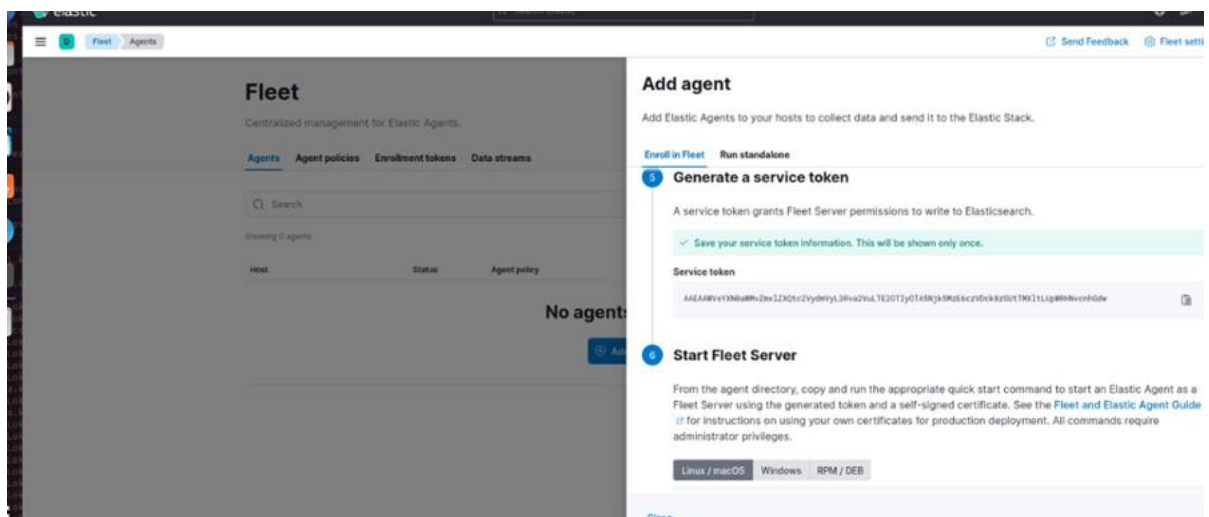 elastic
D
Fleet
Agents
Send Feedback
Fleet setti
Fleet
Centralized management for Elastic Agents.
Agents
Agent policies
Enrollment tokens
Data streams
Search
Showing 0 agents
Host
Status
Agent policy
No agent
Add agent
Add Elastic Agents to your hosts to collect data and send it to the Elastic Stack.
Enroll in Fleet
Run standalone
5
Generate a service token
A service token grants Fleet Server permissions to write to Elasticsearch.
Save your service token information. This will be shown only once.
Service token
6
Start Fleet Server
From the agent directory, copy and run the appropriate quick start command to start an Elastic Agent as a
Fleet Server using the generated token and a self-signed certificate. See the Fleet and Elastic Agent Guide
for instructions on using your own certificates for production deployment. All commands require
administrator privileges.
Linux / macOS
Windows
RPM / DEB